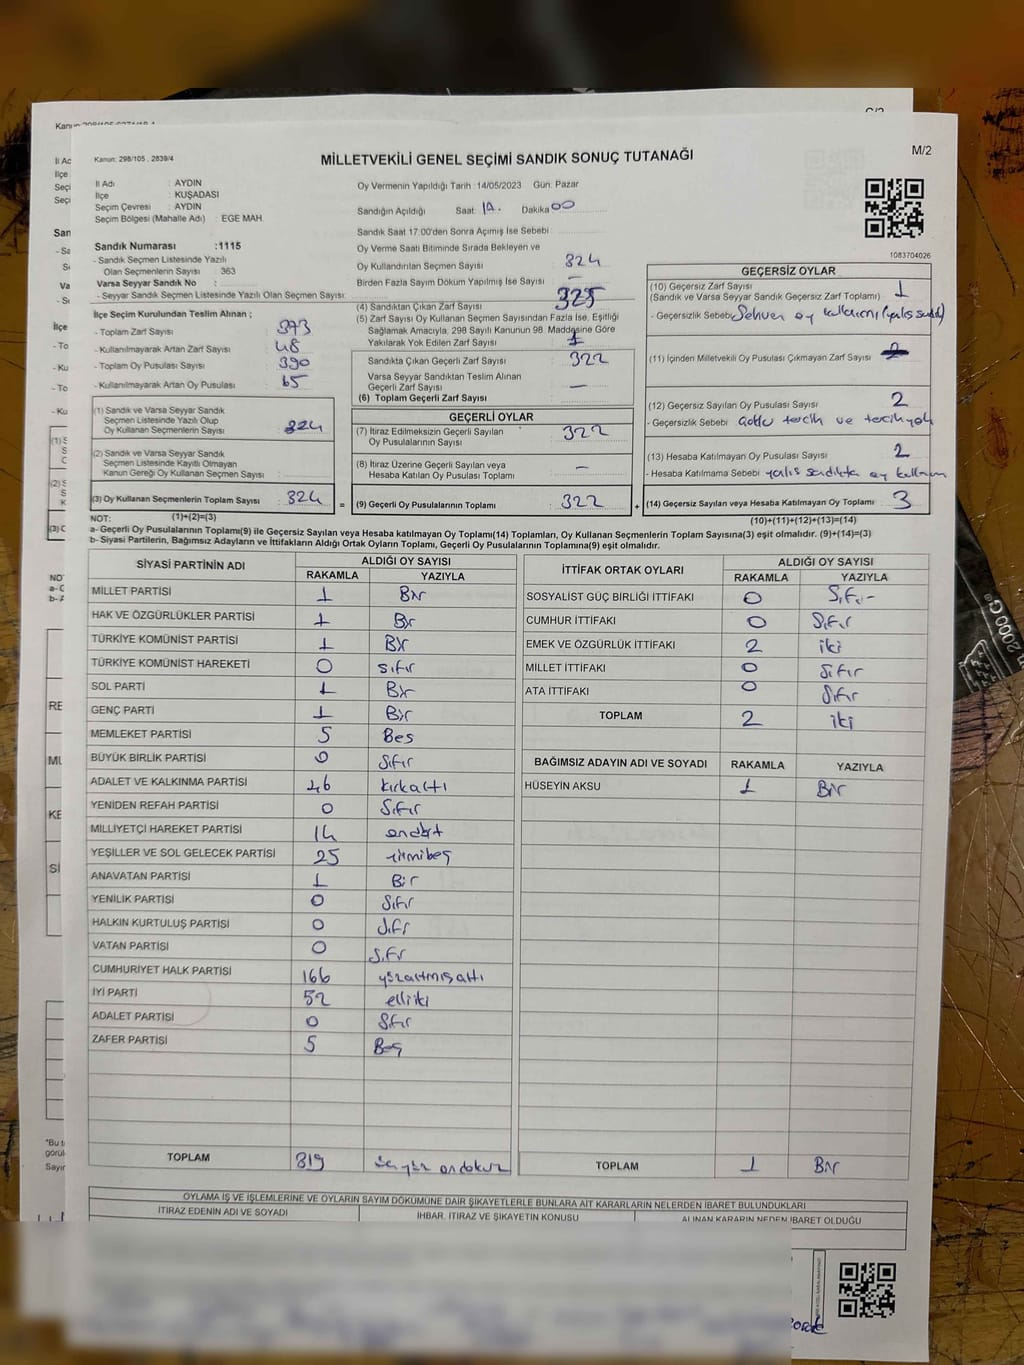 Kanun: 298/105 , 2839/4
MİLLETVEKİLİ GENEL SEÇİMİ SANDIK SONUÇ TUTANAĞI
M/2
İl Adı : AYDIN
İlçe : KUŞADASI
Seçim Çevresi : AYDIN
Seçim Bölgesi (Mahalle Adı) : EGE MAH.
Oy Vermenin Yapıldığı Tarih : 14/05/2023 Gün: Pazar
Sandığın Açıldığı Saat: Dakika 00
Sandık Saat 17:00'den Sonra Açılmış İse Sebebi
Oy Verme Saati Bitiminde Sırada Bekleyen ve
Oy Kullandırılan Seçmen Sayısı 324
Birden Fazla Sayım Döküm Yapılmış İse Sayısı –
1083704026
Sandık Numarası :1115
- Sandık Seçmen Listesinde Yazılı
Olan Seçmenlerin Sayısı : 363
Varsa Seyyar Sandık No :
- Seyyar Sandık Seçmen Listesinde Yazılı Olan Seçmen Sayısı:
İlçe Seçim Kurulundan Teslim Alınan ;
- Toplam Zarf Sayısı : 373
- Kullanılmayarak Artan Zarf Sayısı : 48
- Toplam Oy Pusulası Sayısı : 390
- Kullanılmayarak Artan Oy Pusulası : 65
(1) Sandık ve Varsa Seyyar Sandık
Seçmen Listesinde Yazılı Olup
Oy Kullanan Seçmenlerin Sayısı : 324
(2) Sandık ve Varsa Seyyar Sandık
Seçmen Listesinde Kayıtlı Olmayan
Kanun Gereği Oy Kullanan Seçmen Sayısı :
(3) Oy Kullanan Seçmenlerin Toplam Sayısı : 324
(1)+(2)=(3)
(4) Sandıktan Çıkan Zarf Sayısı 325
(5) Zarf Sayısı Oy Kullanan Seçmen Sayısından Fazla İse, Eşitliği
Sağlamak Amacıyla, 298 Sayılı Kanunun 98. Maddesine Göre
Yakılarak Yok Edilen Zarf Sayısı : 1
Sandıkta Çıkan Geçerli Zarf Sayısı : 322
Varsa Seyyar Sandıktan Teslim Alınan
Geçerli Zarf Sayısı : –
(6) Toplam Geçerli Zarf Sayısı :
GEÇERLİ OYLAR
(7) İtiraz Edilmeksizin Geçerli Sayılan
Oy Pusulalarının Sayısı : 322
(8) İtiraz Üzerine Geçerli Sayılan veya
Hesaba Katılan Oy Pusulası Toplamı : –
= (9) Geçerli Oy Pusulalarının Toplamı : 322
GEÇERSİZ OYLAR
(10) Geçersiz Zarf Sayısı
(Sandık ve Varsa Seyyar Sandık Geçersiz Zarf Toplamı) : 1
- Geçersizlik Sebebi: Sehven oy kullanımı
(11) İçinden Milletvekili Oy Pusulası Çıkmayan Zarf Sayısı :
(12) Geçersiz Sayılan Oy Pusulası Sayısı : 2
- Geçersizlik Sebebi Çoklu tercih ve tercih yok
(13) Hesaba Katılmayan Oy Pusulası Sayısı : 2
- Hesaba Katılmama Sebebi yalış sandıkta oy kullanım
+ (14) Geçersiz Sayılan veya Hesaba Katılmayan Oy Toplamı : 3
(10)+(11)+(12)+(13)=(14)
NOT:
a- Geçerli Oy Pusulalarının Toplamı(9) ile Geçersiz Sayılan veya Hesaba katılmayan Oy Toplamı(14) Toplamları, Oy Kullanan Seçmenlerin Toplam Sayısına(3) eşit olmalıdır. (9)+(14)=(3)
b- Siyasi Partilerin, Bağımsız Adayların ve İttifakların Aldığı Ortak Oyların Toplamı, Geçerli Oy Pusulalarının Toplamına(9) eşit olmalıdır.
SİYASİ PARTİNİN ADI ALDIĞI OY SAYISI
RAKAMLA YAZIYLA
MİLLET PARTİSİ 1 Bir
HAK VE ÖZGÜRLÜKLER PARTİSİ 1 Bir
TÜRKİYE KOMÜNİST PARTİSİ 1 Bir
TÜRKİYE KOMÜNİST HAREKETİ 0 sıfır
SOL PARTİ 1 Bir
GENÇ PARTİ 1 Bir
MEMLEKET PARTİSİ 5 Beş
BÜYÜK BİRLİK PARTİSİ 0 Sıfır
ADALET VE KALKINMA PARTİSİ 46 kırkaltı
YENİDEN REFAH PARTİSİ 0 Sıfır
MİLLİYETÇİ HAREKET PARTİSİ 14 ondört
YEŞİLLER VE SOL GELECEK PARTİSİ 25 yirmibeş
ANAVATAN PARTİSİ 1 Bir
YENİLİK PARTİSİ 0 Sıfır
HALKIN KURTULUŞ PARTİSİ 0 Sıfır
VATAN PARTİSİ 0 Sıfır
CUMHURİYET HALK PARTİSİ 166 yüzaltmışaltı
İYİ PARTİ 52 elliiki
ADALET PARTİSİ 0 Sıfır
ZAFER PARTİSİ 5 Beş
TOPLAM 319 üçyüz ondokuz
İTTİFAK ORTAK OYLARI ALDIĞI OY SAYISI
RAKAMLA YAZIYLA
SOSYALİST GÜÇ BİRLİĞİ İTTİFAKI 0 Sıfır
CUMHUR İTTİFAKI 0 Sıfır
EMEK VE ÖZGÜRLÜK İTTİFAKI 2 iki
MİLLET İTTİFAKI 0 Sıfır
ATA İTTİFAKI 0 Sıfır
TOPLAM 2 iki
BAĞIMSIZ ADAYIN ADI VE SOYADI RAKAMLA YAZIYLA
HÜSEYİN AKSU 1 Bir
TOPLAM 1 Bir
OYLAMA İŞ VE İŞLEMLERİNE VE OYLARIN SAYIM DÖKÜMÜNE DAİR ŞİKAYETLERLE BUNLARA AİT KARARLARIN NELERDEN İBARET BULUNDUKLARI
İTİRAZ EDENİN ADI VE SOYADI İHBAR, İTİRAZ VE ŞİKAYETİN KONUSU ALINAN KARARIN NEDEN İBARET OLDUĞU